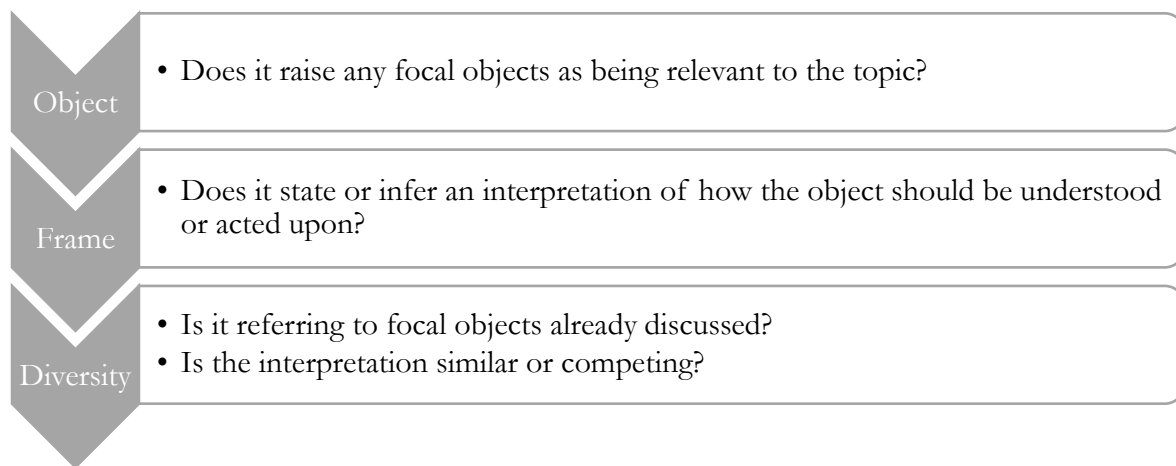 Object
• Does it raise any focal objects as being relevant to the topic?
Frame
• Does it state or infer an interpretation of how the object should be understood
or acted upon?
Diversity
• Is it referring to focal objects already discussed?
• Is the interpretation similar or competing?